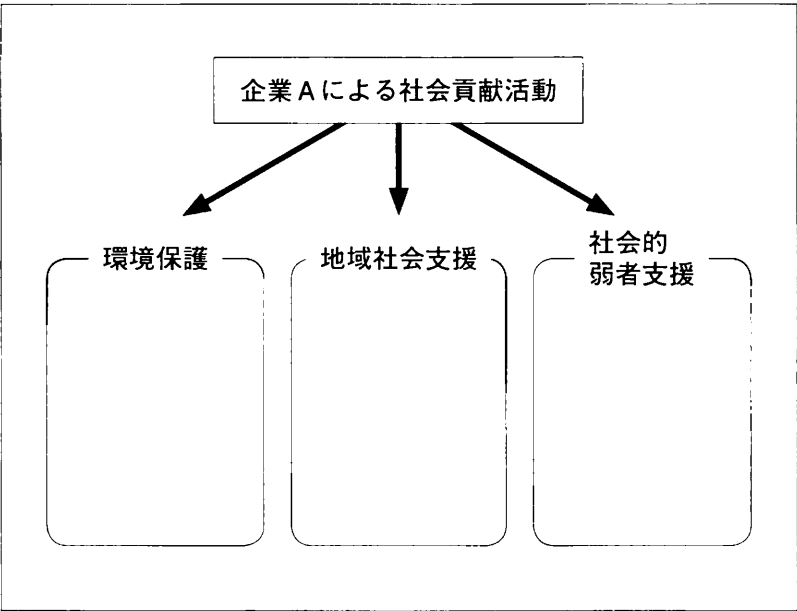 企業Aによる社会貢献活動
環境保護
地域社会支援
社会的
弱者支援